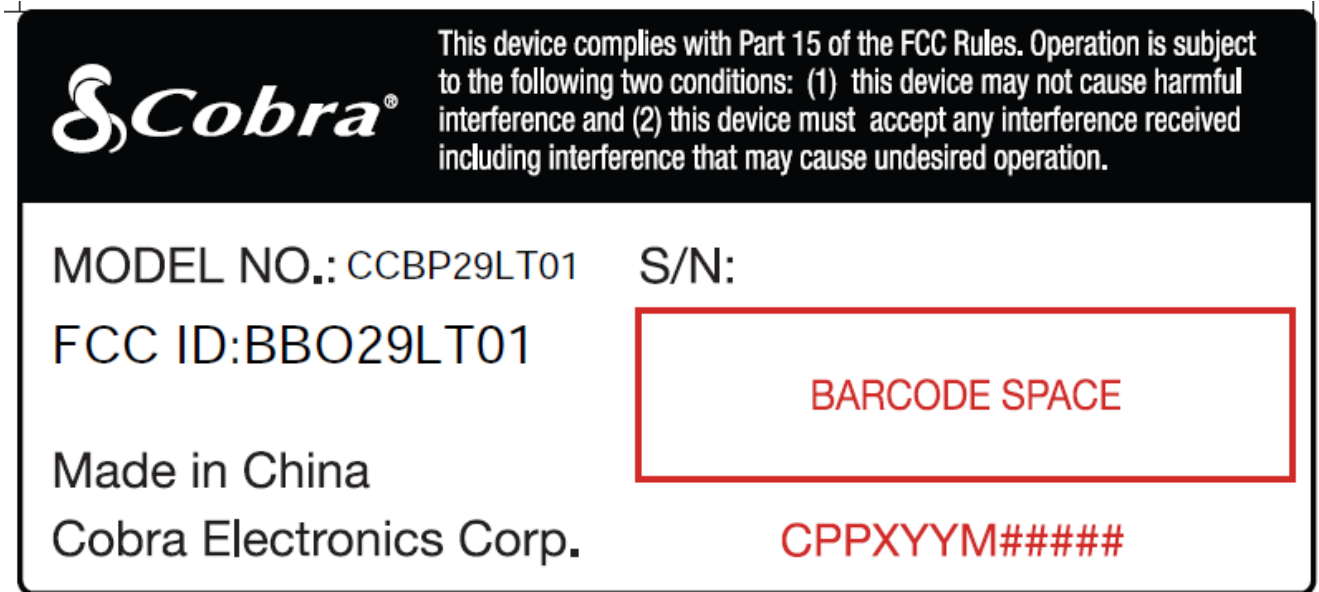 Cobra®
This device complies with Part 15 of the FCC Rules. Operation is subject
to the following two conditions: (1) this device may not cause harmful
interference and (2) this device must accept any interference received
including interference that may cause undesired operation.
MODEL NO.: CCBP29LT01
S/N:
FCC ID:BBO29LT01
BARCODE SPACE
Made in China
Cobra Electronics Corp.
CPPXYYM#####